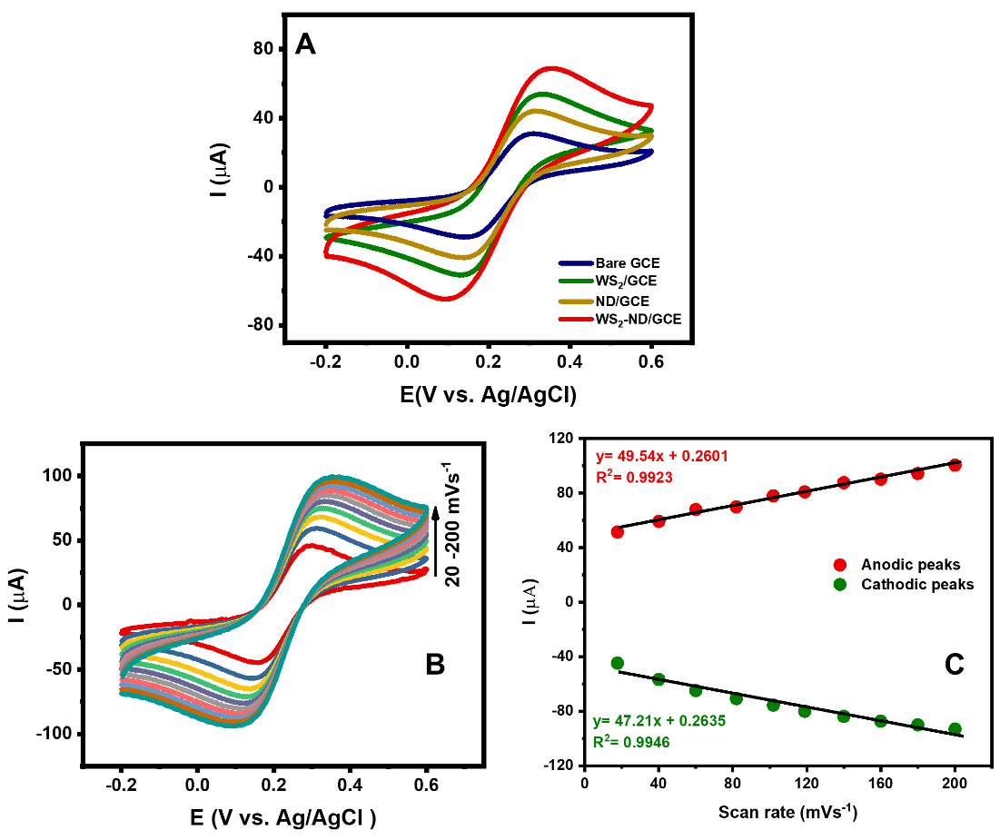 A
80
40
0
-40
-80
I (μA)
Bare GCE
WS2/GCE
ND/GCE
WS2-ND/GCE
-0.2 0.0 0.2 0.4 0.6
E(V vs. Ag/AgCl)
100
50
0
-50
-100
I (μA)
20 -200 mVs-1
B
-0.2 0.0 0.2 0.4 0.6
E (V vs. Ag/AgCl )
120
80
40
0
-40
-80
-120
I (μA)
y= 49.54x + 0.2601
R2= 0.9923
Anodic peaks
Cathodic peaks
C
y= 47.21x + 0.2635
R2= 0.9946
0 40 80 120 160 200
Scan rate (mVs-1)